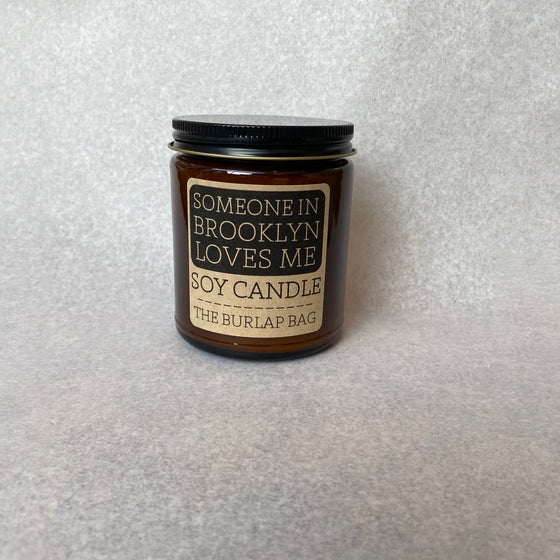 SOMEONE IN
BROOKLYN
LOVES ME
SOY CANDLE
THE BURLAP BAG